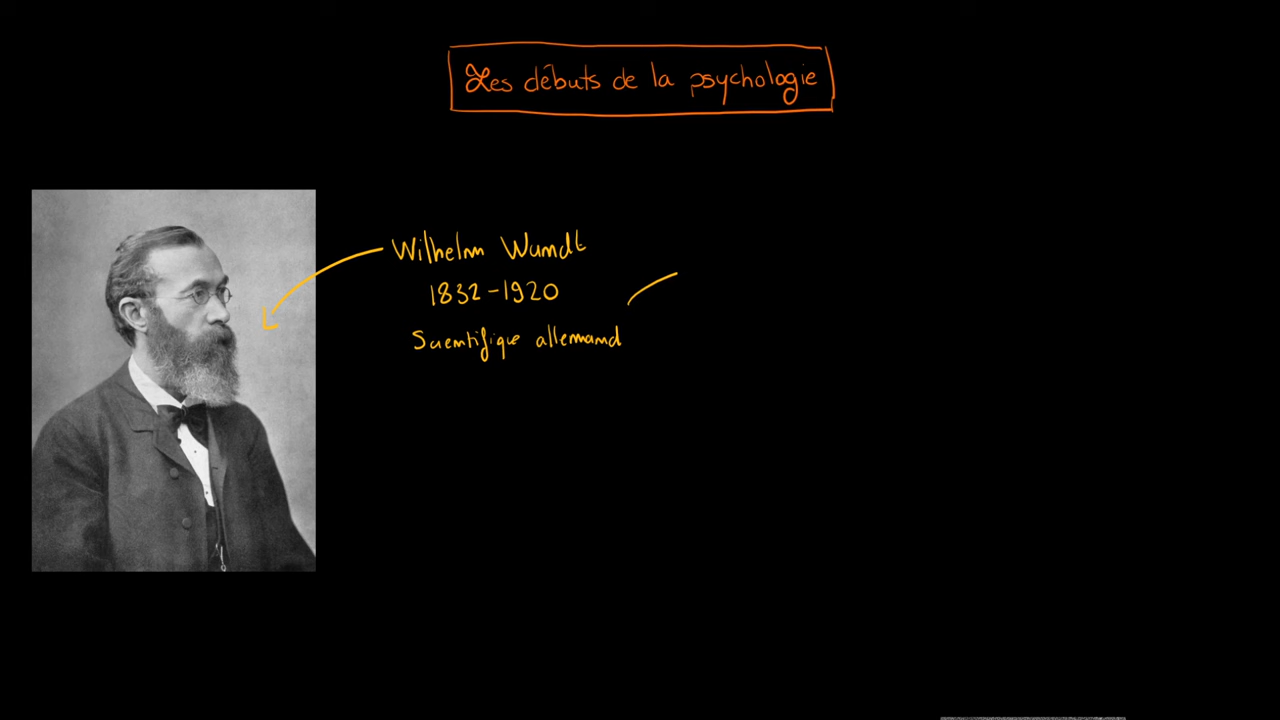 Les débuts de la psychologie
Wilhelm Wundt
1832-1920
Scientifique allemand